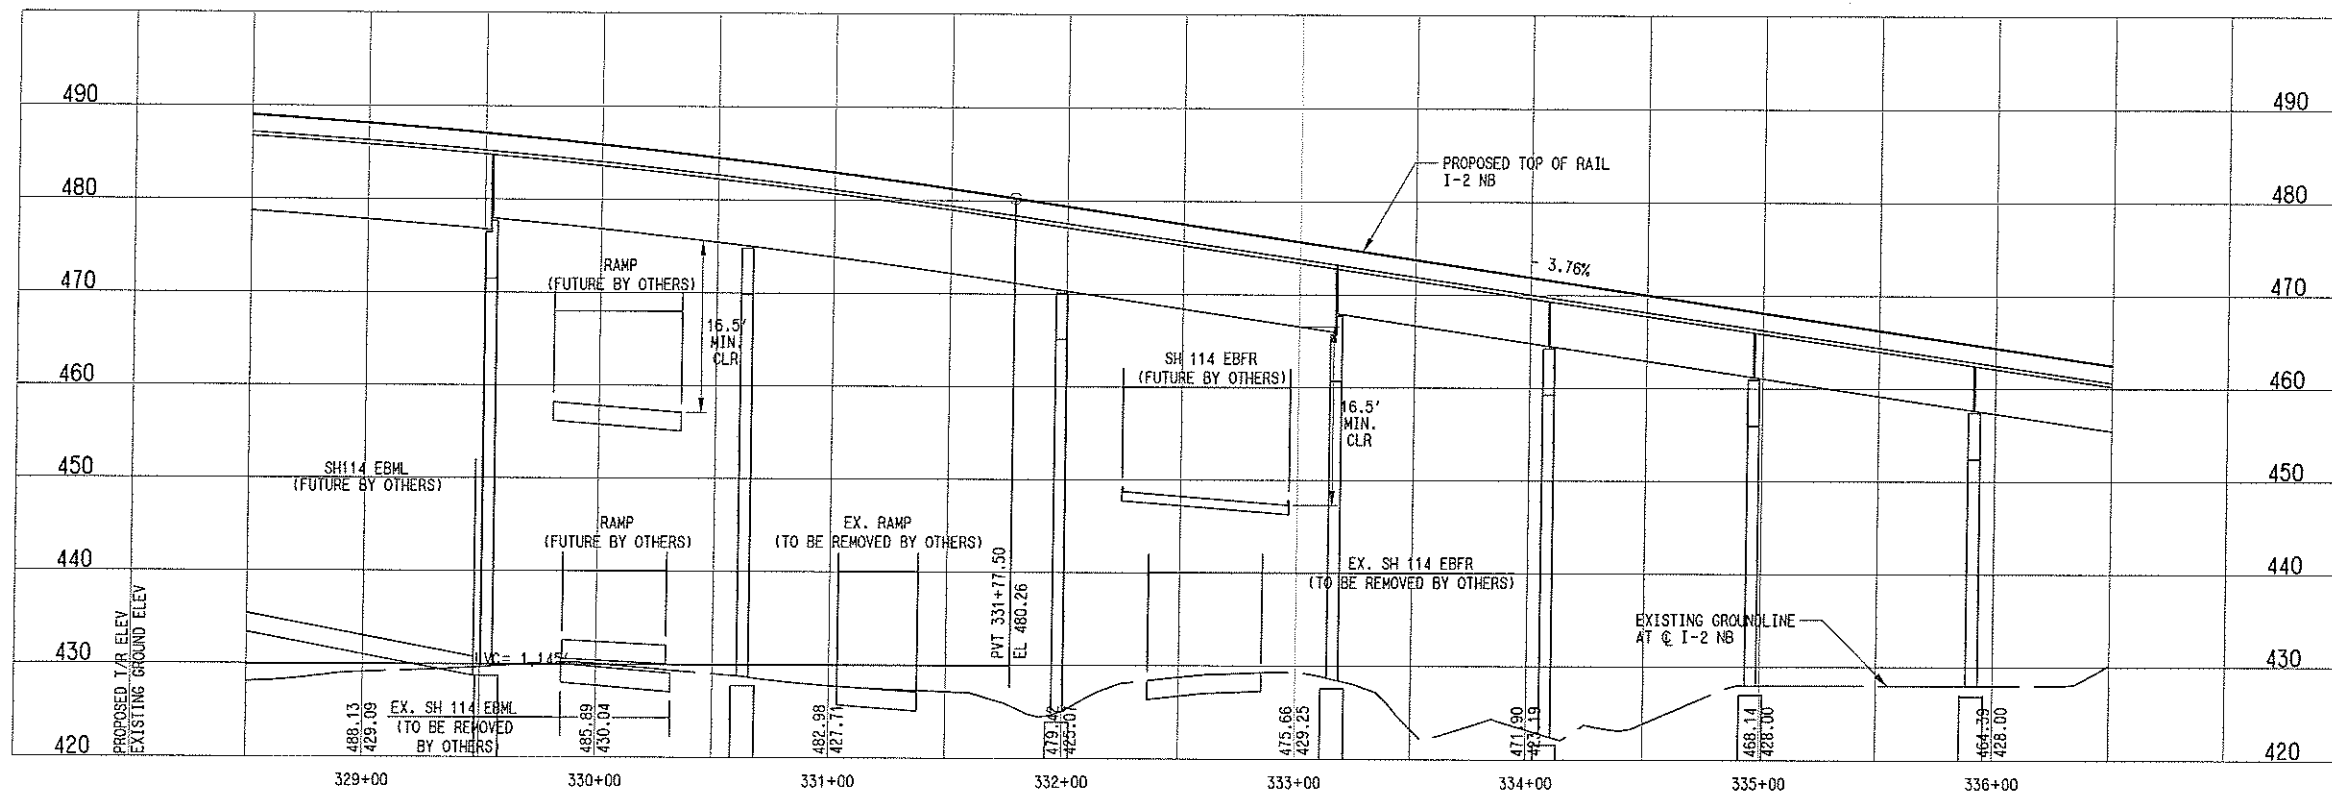 490
490
PROPOSED TOP OF RAIL
I-2 NB
480
480
- 3.76%
RAMP
(FUTURE BY OTHERS)
470
470
16.5'
MIN.
CLR
SH 114 EBFR
(FUTURE BY OTHERS)
460
460
16.5'
MIN.
CLR
SH114 EBML
(FUTURE BY OTHERS)
450
450
RAMP
(FUTURE BY OTHERS)
EX. RAMP
(TO BE REMOVED BY OTHERS)
PVT 331+77.50
EL 480.26
EX. SH 114 EBFR
(TO BE REMOVED BY OTHERS)
440
440
PROPOSED T/R ELEV
EXISTING GROUND ELEV
EXISTING GROUNDLINE
AT ℄ I-2 NB
430
430
LVC= 1,145'
EX. SH 114 EBML
(TO BE REMOVED
BY OTHERS)
488.13
429.09
485.89
430.04
482.98
427.71
425.07
475.66
429.25
471.90
468.14
428.00
464.39
428.00
420
420
329+00
330+00
331+00
332+00
333+00
334+00
335+00
336+00